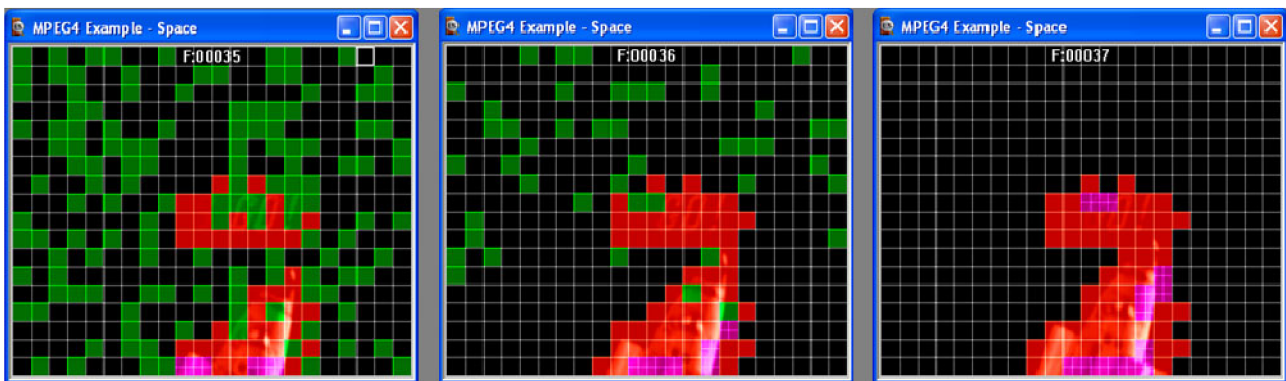 MPEG4 Example - Space
F:00035
MPEG4 Example - Space
F:00036
MPEG4 Example - Space
F:00037